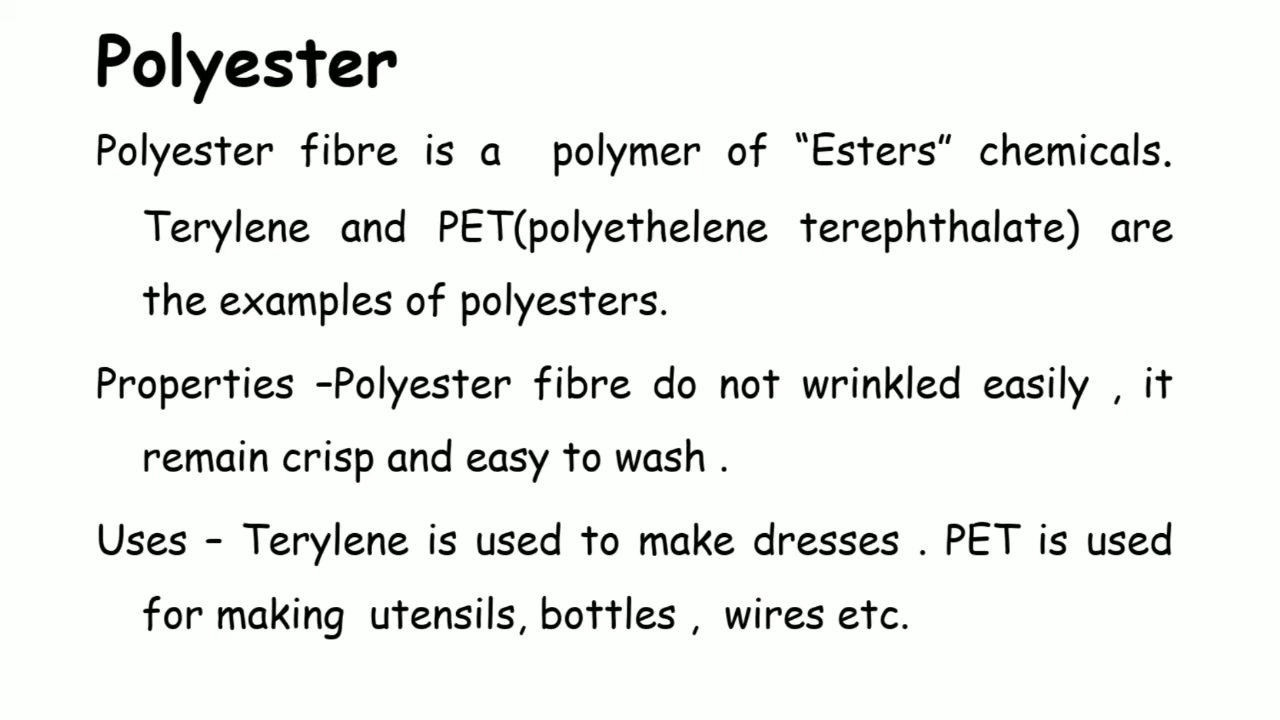 Polyester
Polyester fibre is a polymer of “Esters” chemicals.
Terylene and PET(polyethelene terephthalate) are
the examples of polyesters.
Properties –Polyester fibre do not wrinkled easily , it
remain crisp and easy to wash .
Uses – Terylene is used to make dresses . PET is used
for making utensils, bottles , wires etc.